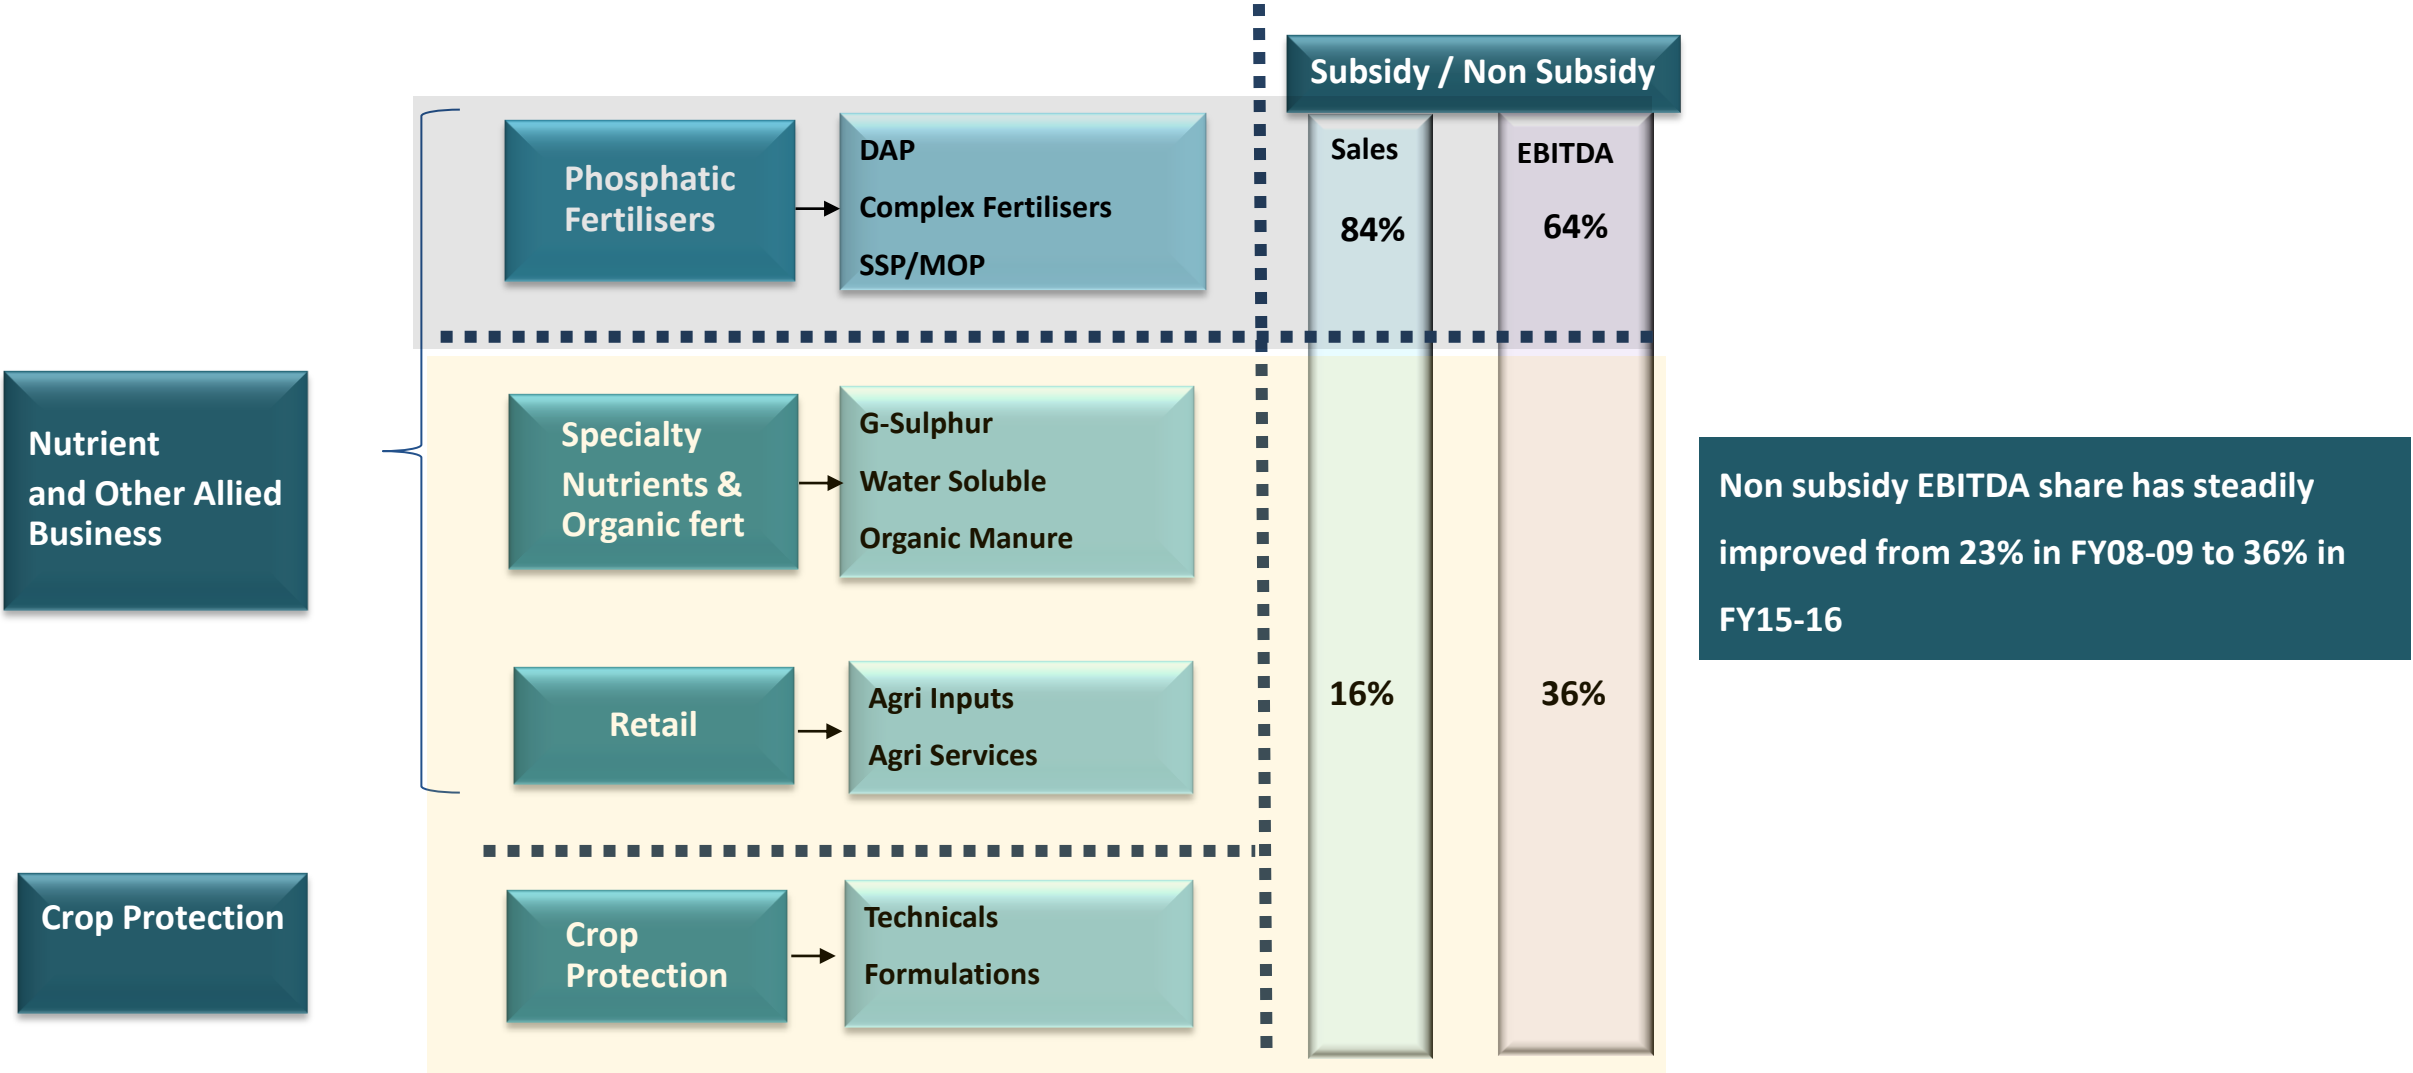 Subsidy / Non Subsidy
Sales
EBITDA
84%
64%
Phosphatic
Fertilisers
DAP
Complex Fertilisers
SSP/MOP
Nutrient
and Other Allied
Business
Specialty
Nutrients &
Organic fert
G-Sulphur
Water Soluble
Organic Manure
Retail
Agri Inputs
Agri Services
16%
36%
Non subsidy EBITDA share has steadily
improved from 23% in FY08-09 to 36% in
FY15-16
Crop Protection
Crop
Protection
Technicals
Formulations